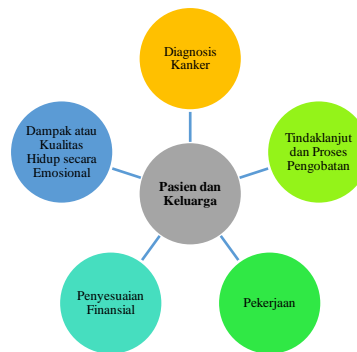 Diagnosis
Kanker
Tindaklanjut
dan Proses
Pengobatan
Pekerjaan
Penyesuaian
Finansial
Dampak atau
Kualitas
Hidup secara
Emosional
Pasien dan
Keluarga